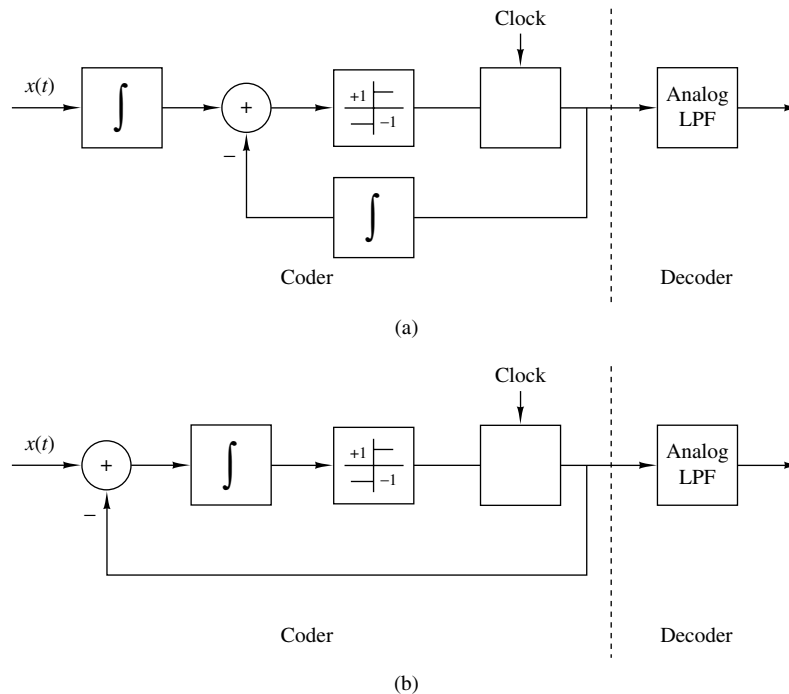 Clock
x(t)
∫
+
+1
−1
Analog
LPF
−
∫
Coder
Decoder
(a)
Clock
x(t)
+
∫
+1
−1
Analog
LPF
−
Coder
Decoder
(b)